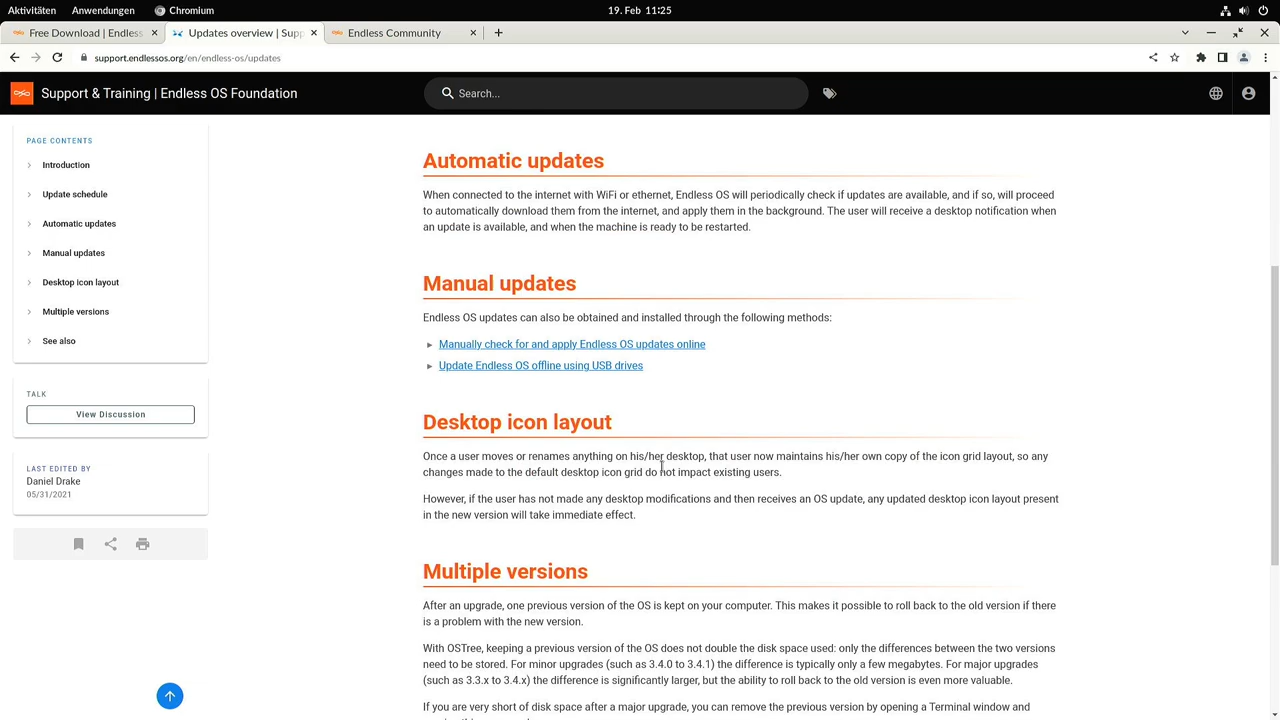 Aktivitäten Anwendungen Chromium 19. Feb 11:25
Free Download | Endless Updates overview | Supp Endless Community
support.endlessos.org/en/endless-os/updates
Support & Training | Endless OS Foundation Search...
PAGE CONTENTS
Introduction
Update schedule
Automatic updates
Manual updates
Desktop icon layout
Multiple versions
See also
TALK
View Discussion
LAST EDITED BY
Daniel Drake
05/31/2021
Automatic updates
When connected to the internet with WiFi or ethernet, Endless OS will periodically check if updates are available, and if so, will proceed
to automatically download them from the internet, and apply them in the background. The user will receive a desktop notification when
an update is available, and when the machine is ready to be restarted.
Manual updates
Endless OS updates can also be obtained and installed through the following methods:
Manually check for and apply Endless OS updates online
Update Endless OS offline using USB drives
Desktop icon layout
Once a user moves or renames anything on his/her desktop, that user now maintains his/her own copy of the icon grid layout, so any
changes made to the default desktop icon grid do not impact existing users.
However, if the user has not made any desktop modifications and then receives an OS update, any updated desktop icon layout present
in the new version will take immediate effect.
Multiple versions
After an upgrade, one previous version of the OS is kept on your computer. This makes it possible to roll back to the old version if there
is a problem with the new version.
With OSTree, keeping a previous version of the OS does not double the disk space used: only the differences between the two versions
need to be stored. For minor upgrades (such as 3.4.0 to 3.4.1) the difference is typically only a few megabytes. For major upgrades
(such as 3.3.x to 3.4.x) the difference is significantly larger, but the ability to roll back to the old version is even more valuable.
If you are very short of disk space after a major upgrade, you can remove the previous version by opening a Terminal window and